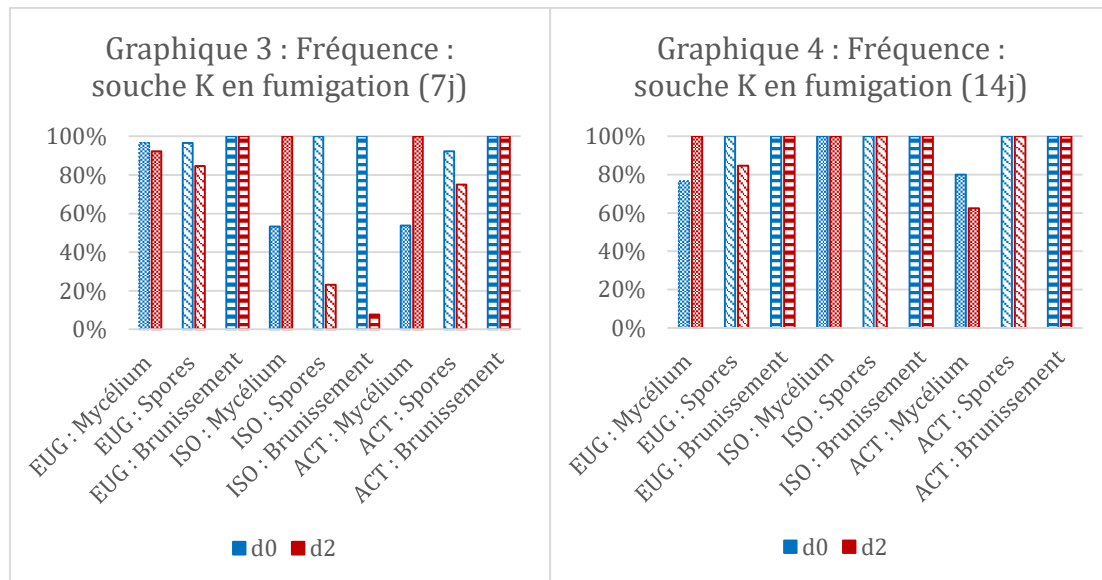 Graphique 3 : Fréquence :
souche K en fumigation (7j)
100%
80%
60%
40%
20%
0%
EUG : Mycélium
EUG : Spores
EUG : Brunissement
ISO : Mycélium
ISO : Spores
ISO : Brunissement
ACT : Mycélium
ACT : Spores
ACT : Brunissement
d0 d2
Graphique 4 : Fréquence :
souche K en fumigation (14j)
100%
80%
60%
40%
20%
0%
EUG : Mycélium
EUG : Spores
EUG : Brunissement
ISO : Mycélium
ISO : Spores
ISO : Brunissement
ACT : Mycélium
ACT : Spores
ACT : Brunissement
d0 d2